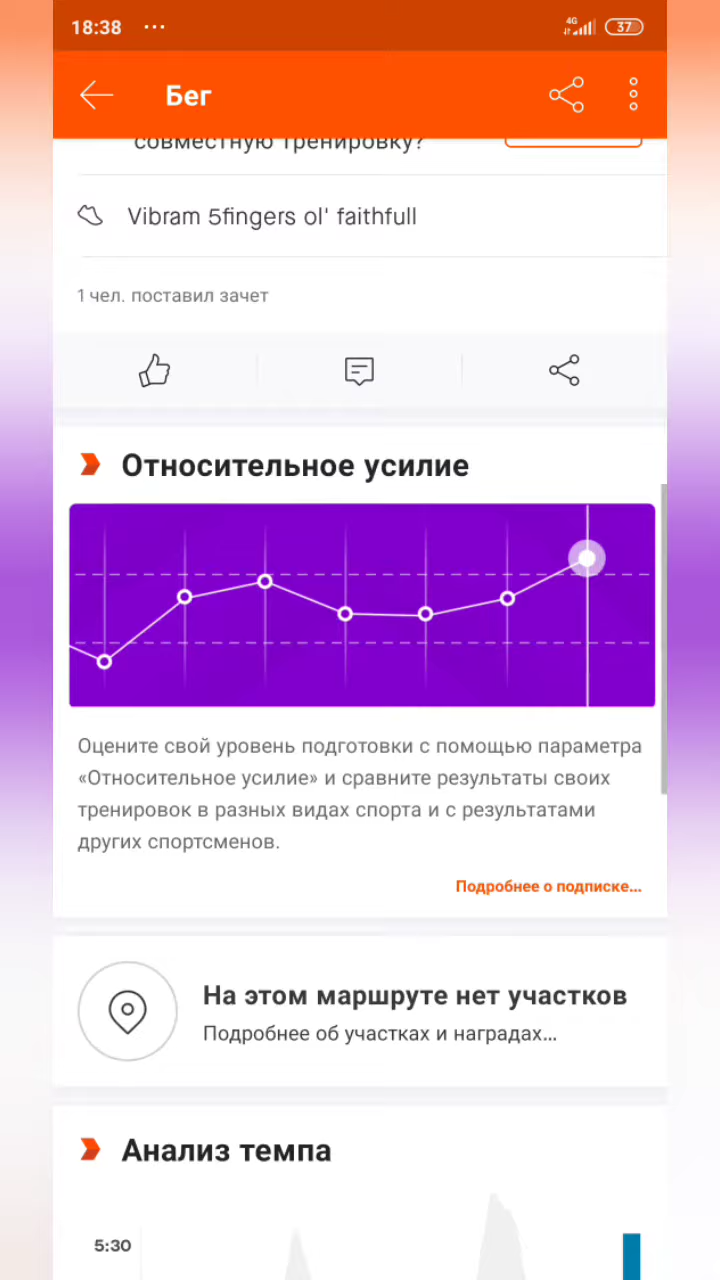 18:38 ... 4G 37
Бег
совместную тренировку?
Vibram 5fingers ol' faithfull
1 чел. поставил зачет
Относительное усилие
Оцените свой уровень подготовки с помощью параметра
«Относительное усилие» и сравните результаты своих
тренировок в разных видах спорта и с результатами
других спортсменов.
Подробнее о подписке...
На этом маршруте нет участков
Подробнее об участках и наградах...
Анализ темпа
5:30